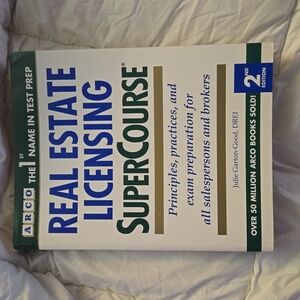 ARCO THE 1ST NAME IN TEST PREP
REAL ESTATE
LICENSING
SUPERCOURSE®
Principles, practices, and
exam preparation for
all salespersons and brokers
Julie Garton-Good, DREI
2ND
EDITION
OVER 50 MILLION ARCO BOOKS SOLD!